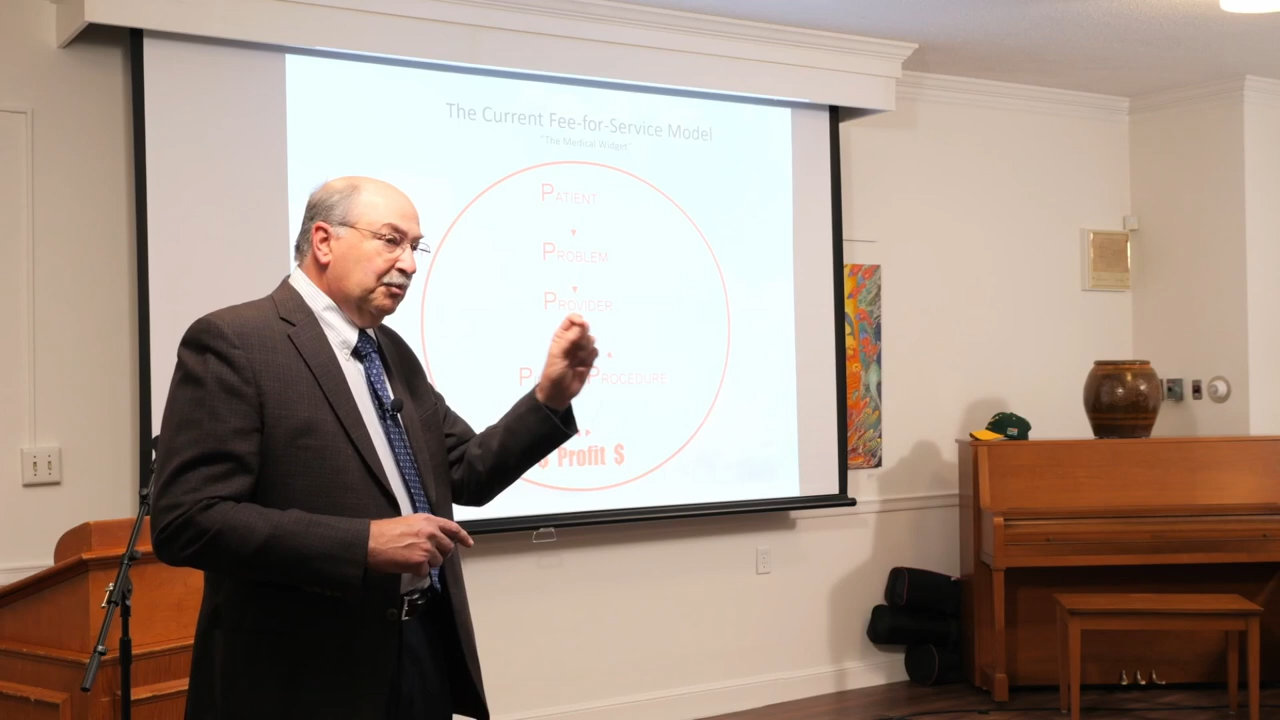 The Current Fee-for-Service Model
"The Medical Widget"
PATIENT
PROBLEM
PROVIDER
PROCEDURE
Profit $